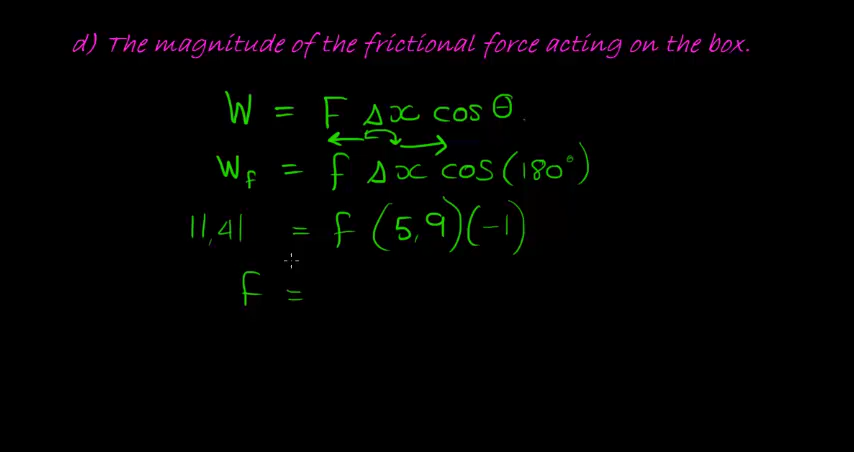 d) The magnitude of the frictional force acting on the box.
W = F Δx cos θ.
W_f = f Δx cos(180°)
11,41 = f (5,9)(-1)
f =